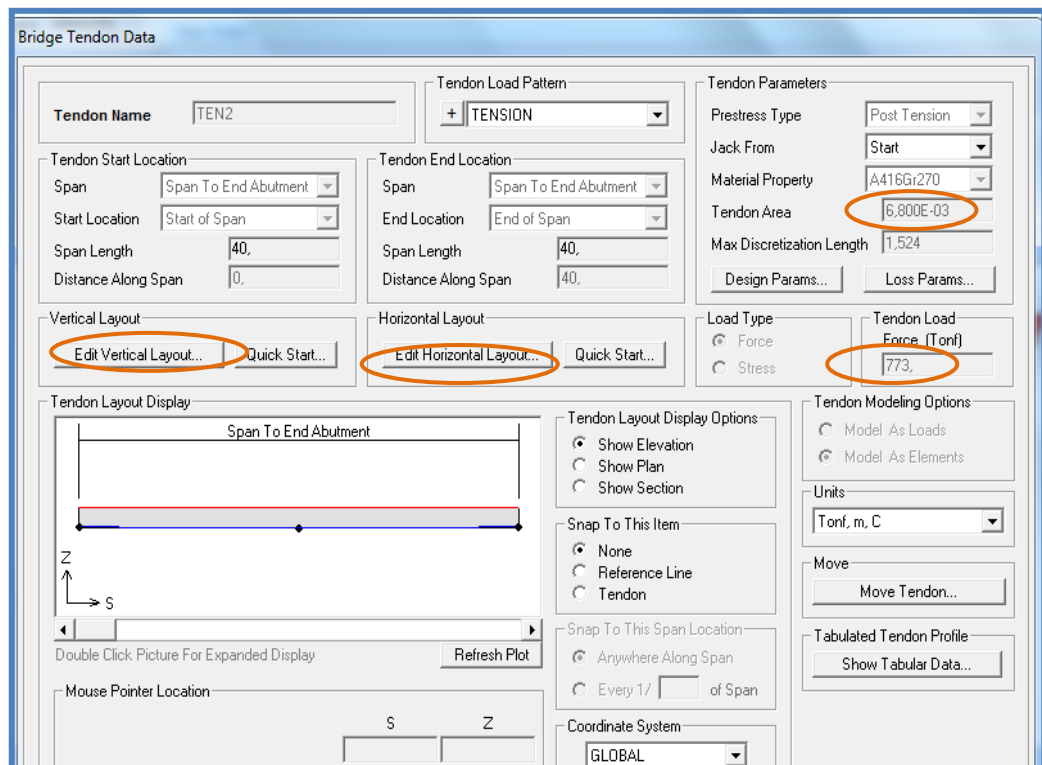 Bridge Tendon Data
Tendon Name TEN2
Tendon Load Pattern
+ TENSION
Tendon Parameters
Prestress Type Post Tension
Jack From Start
Material Property A416Gr270
Tendon Area 6,800E-03
Max Discretization Length 1,524
Design Params... Loss Params...
Tendon Start Location
Span Span To End Abutment
Start Location Start of Span
Span Length 40,
Distance Along Span 0,
Tendon End Location
Span Span To End Abutment
End Location End of Span
Span Length 40,
Distance Along Span 40,
Vertical Layout
Edit Vertical Layout... Quick Start...
Horizontal Layout
Edit Horizontal Layout... Quick Start...
Load Type
Force
Stress
Tendon Load
Force (Tonf)
773,
Tendon Layout Display
Span To End Abutment
Z
S
Double Click Picture For Expanded Display Refresh Plot
Mouse Pointer Location
S Z
Tendon Layout Display Options
Show Elevation
Show Plan
Show Section
Snap To This Item
None
Reference Line
Tendon
Snap To This Span Location
Anywhere Along Span
Every 1/ of Span
Coordinate System
GLOBAL
Tendon Modeling Options
Model As Loads
Model As Elements
Units
Tonf, m, C
Move
Move Tendon...
Tabulated Tendon Profile
Show Tabular Data...